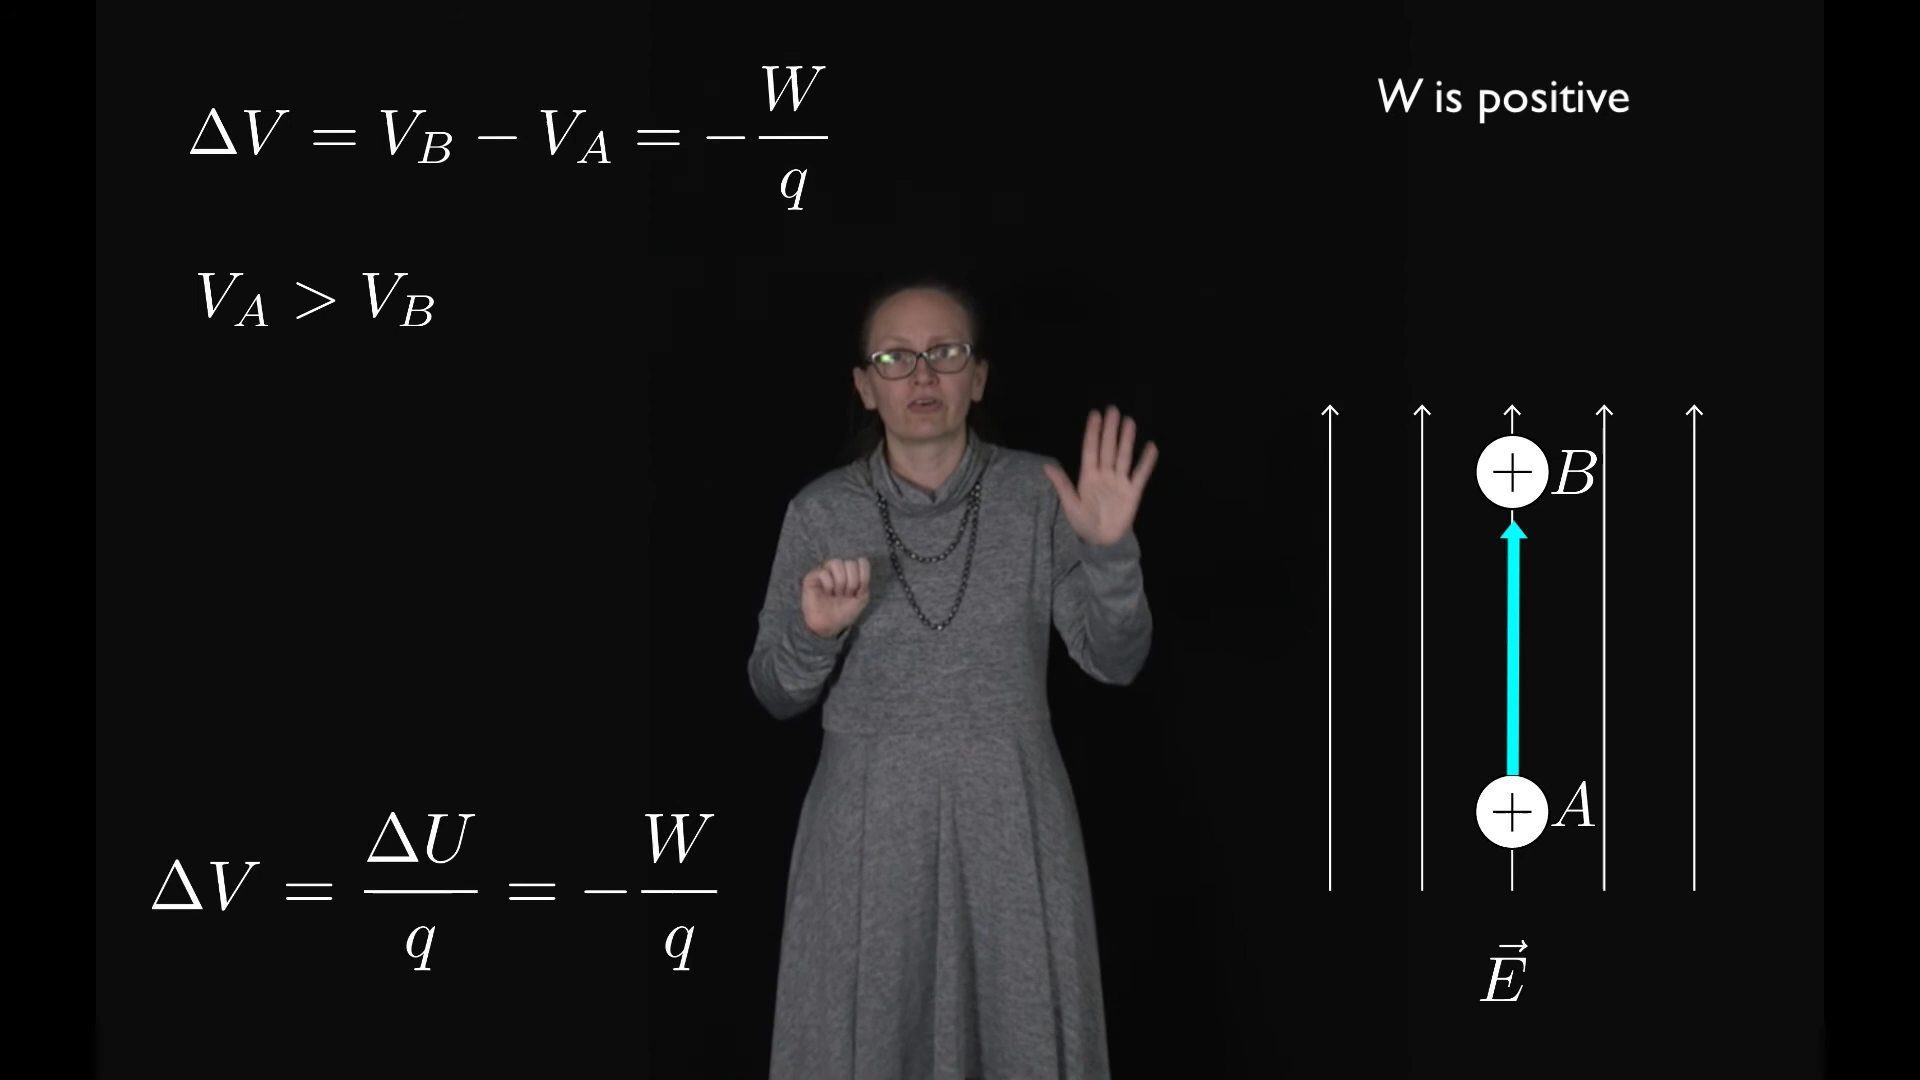 ΔV = V_B − V_A = −W/q
W is positive
V_A > V_B
+ B
+ A
ΔV = ΔU/q = −W/q
E⃗